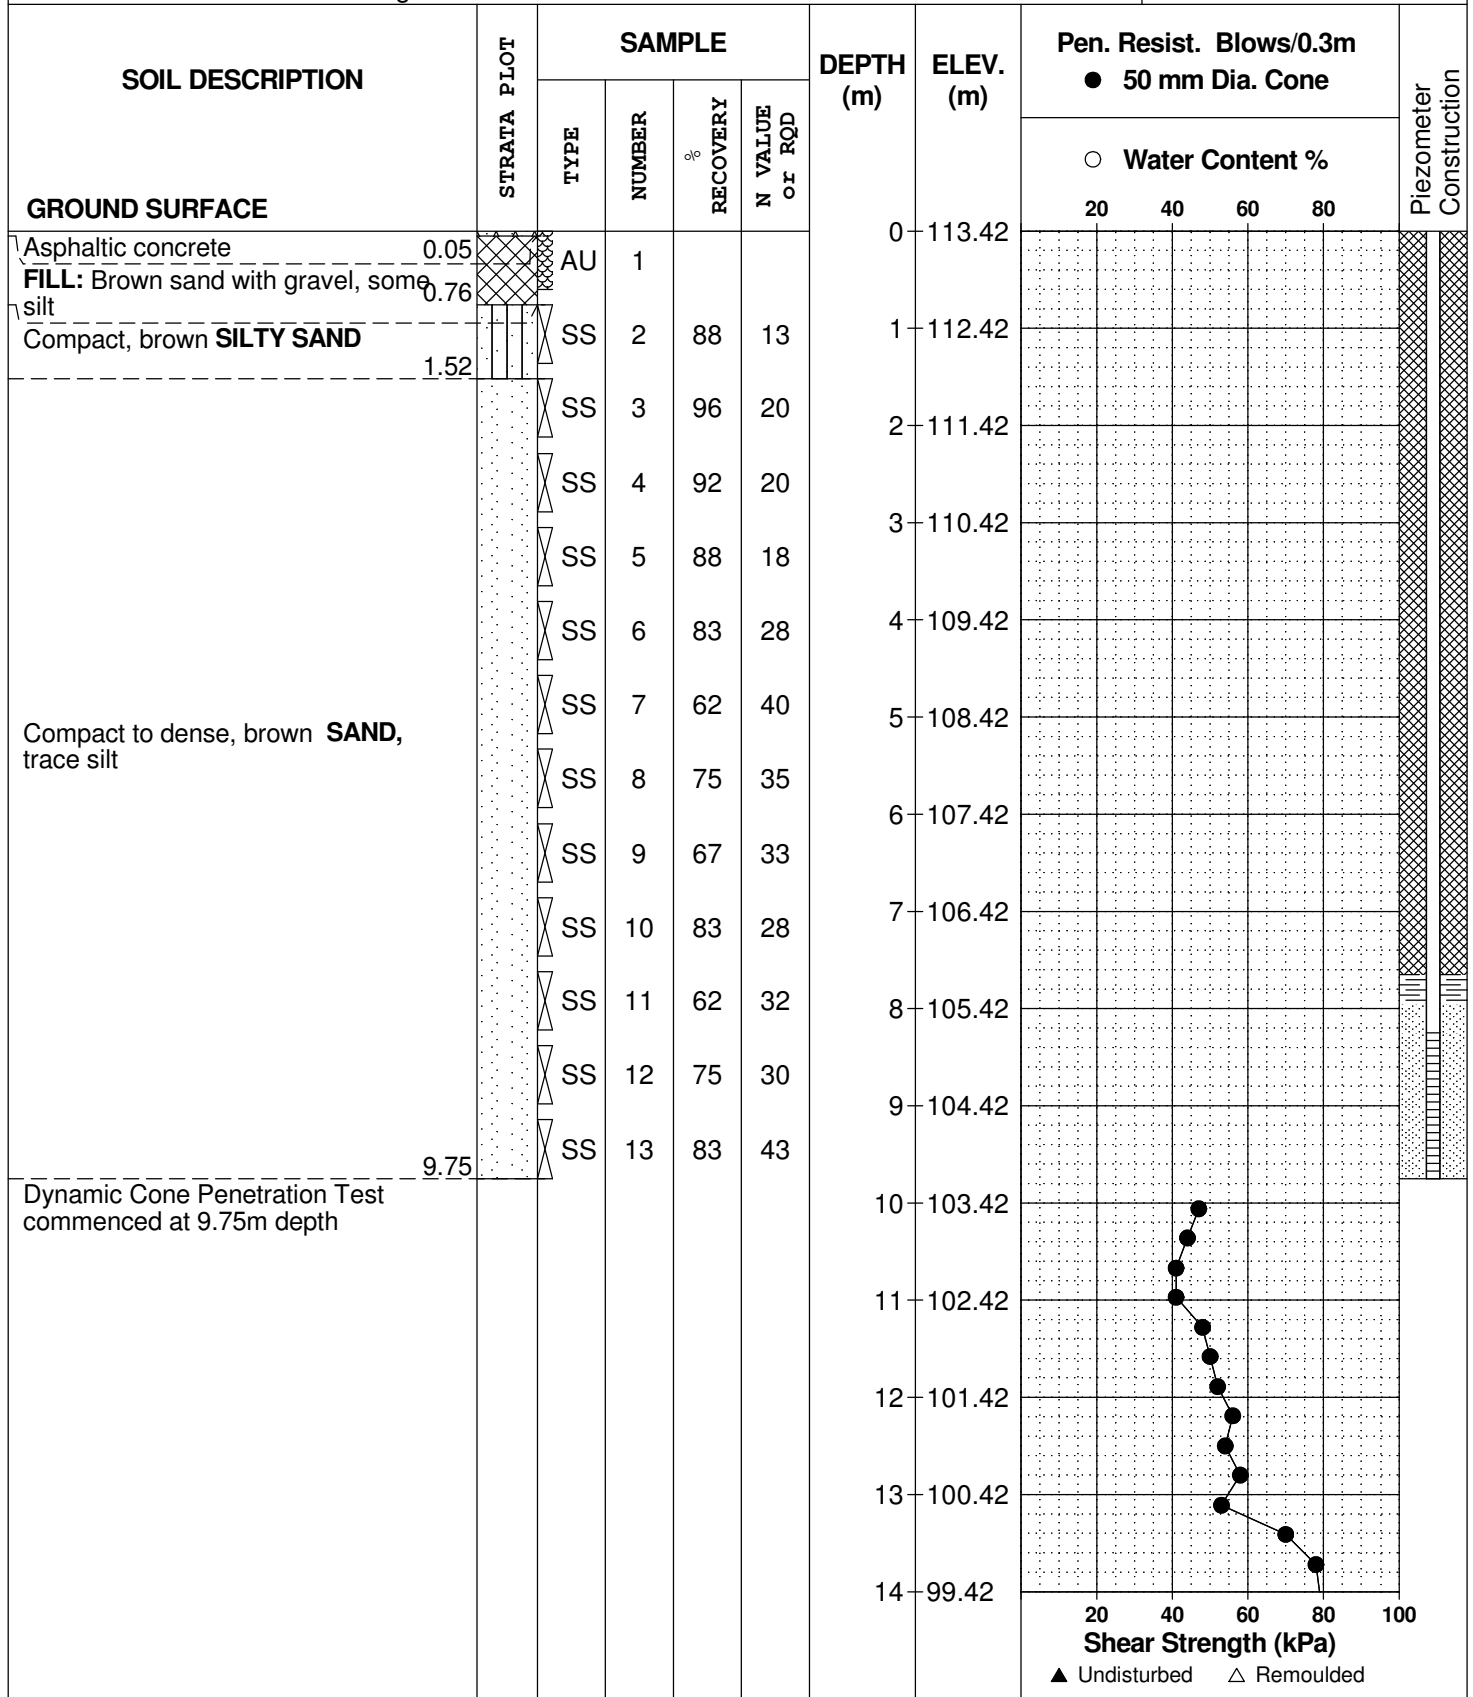 SOIL DESCRIPTION
GROUND SURFACE
STRATA PLOT
SAMPLE
TYPE
NUMBER
%
RECOVERY
N VALUE
or RQD
DEPTH
(m)
ELEV.
(m)
Pen. Resist. Blows/0.3m
● 50 mm Dia. Cone
○ Water Content %
20 40 60 80
Piezometer
Construction
Asphaltic concrete 0.05
FILL: Brown sand with gravel, some
0.76
silt
Compact, brown SILTY SAND
1.52
Compact to dense, brown SAND,
trace silt
9.75
Dynamic Cone Penetration Test
commenced at 9.75m depth
AU 1
SS 2 88 13
SS 3 96 20
SS 4 92 20
SS 5 88 18
SS 6 83 28
SS 7 62 40
SS 8 75 35
SS 9 67 33
SS 10 83 28
SS 11 62 32
SS 12 75 30
SS 13 83 43
0 113.42
1 112.42
2 111.42
3 110.42
4 109.42
5 108.42
6 107.42
7 106.42
8 105.42
9 104.42
10 103.42
11 102.42
12 101.42
13 100.42
14 99.42
20 40 60 80 100
Shear Strength (kPa)
▲ Undisturbed △ Remoulded